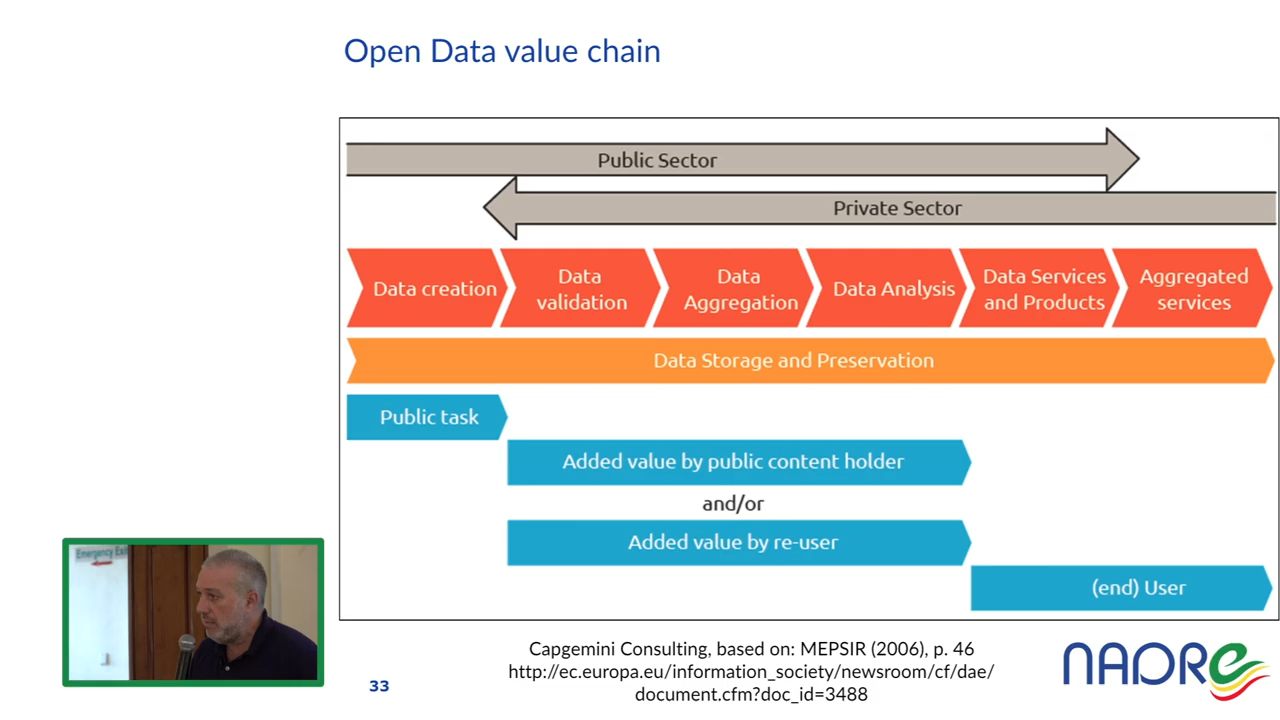 Open Data value chain
Public Sector
Private Sector
Data creation
Data
validation
Data
Aggregation
Data Analysis
Data Services
and Products
Aggregated
services
Data Storage and Preservation
Public task
Added value by public content holder
and/or
Added value by re-user
(end) User
Emergency Exi
Capgemini Consulting, based on: MEPSIR (2006), p. 46
http://ec.europa.eu/information_society/newsroom/cf/dae/
document.cfm?doc_id=3488
33
NADRe